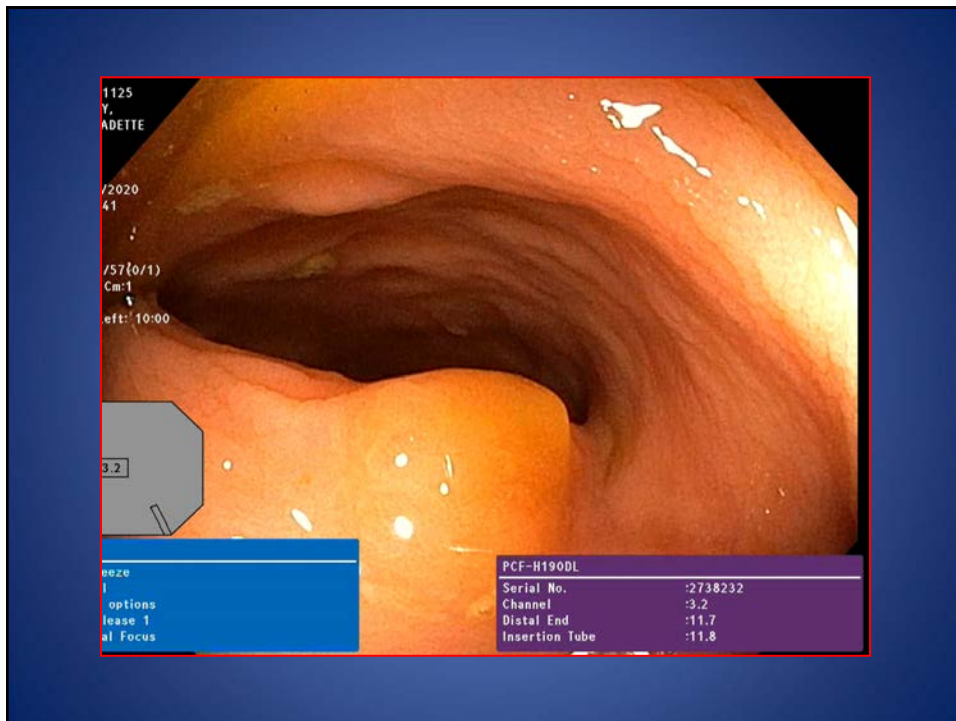 1125
Y,
ADETTE
/2020
41
/57(0/1)
Cm:1
eft: 10:00
3.2
eeze
l
options
lease 1
al Focus
PCF-H190DL
Serial No. :2738232
Channel :3.2
Distal End :11.7
Insertion Tube :11.8